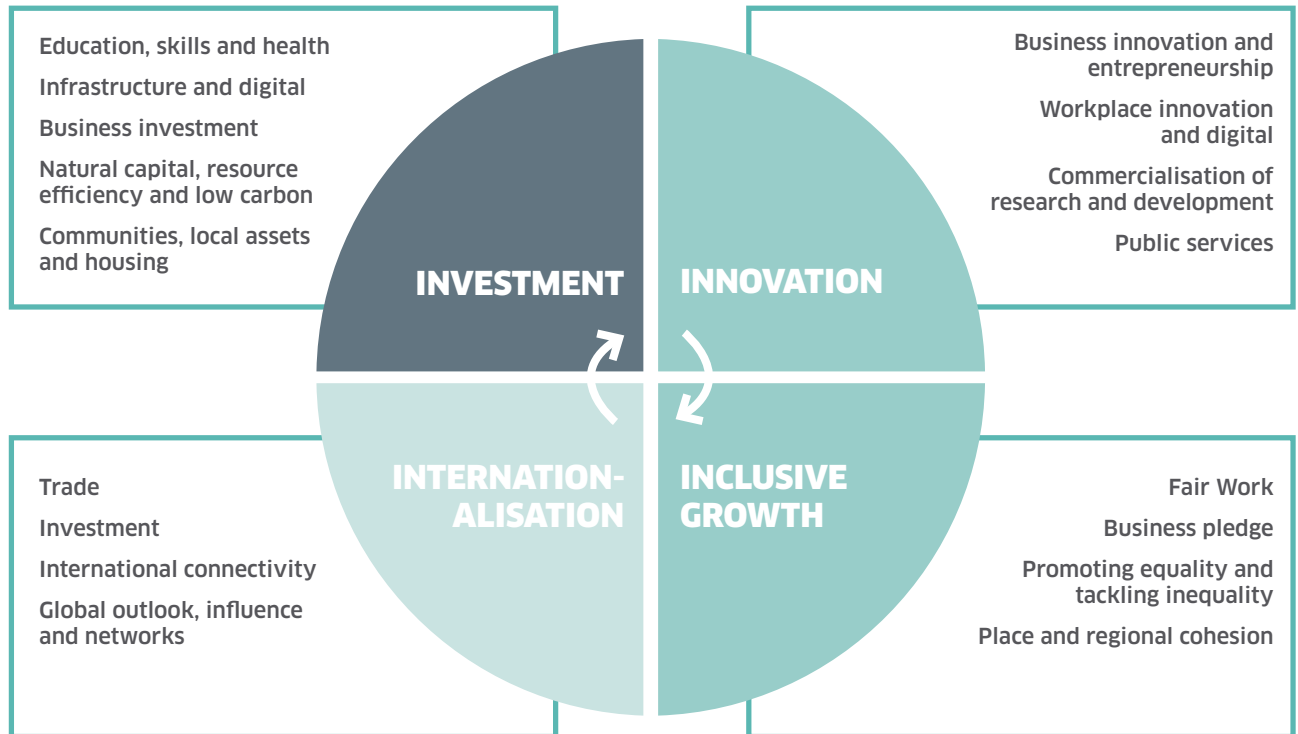 Education, skills and health
Infrastructure and digital
Business investment
Natural capital, resource
efficiency and low carbon
Communities, local assets
and housing
INVESTMENT
Business innovation and
entrepreneurship
Workplace innovation
and digital
Commercialisation of
research and development
Public services
INNOVATION
Trade
Investment
International connectivity
Global outlook, influence
and networks
INTERNATION-
ALISATION
INCLUSIVE
GROWTH
Fair Work
Business pledge
Promoting equality and
tackling inequality
Place and regional cohesion